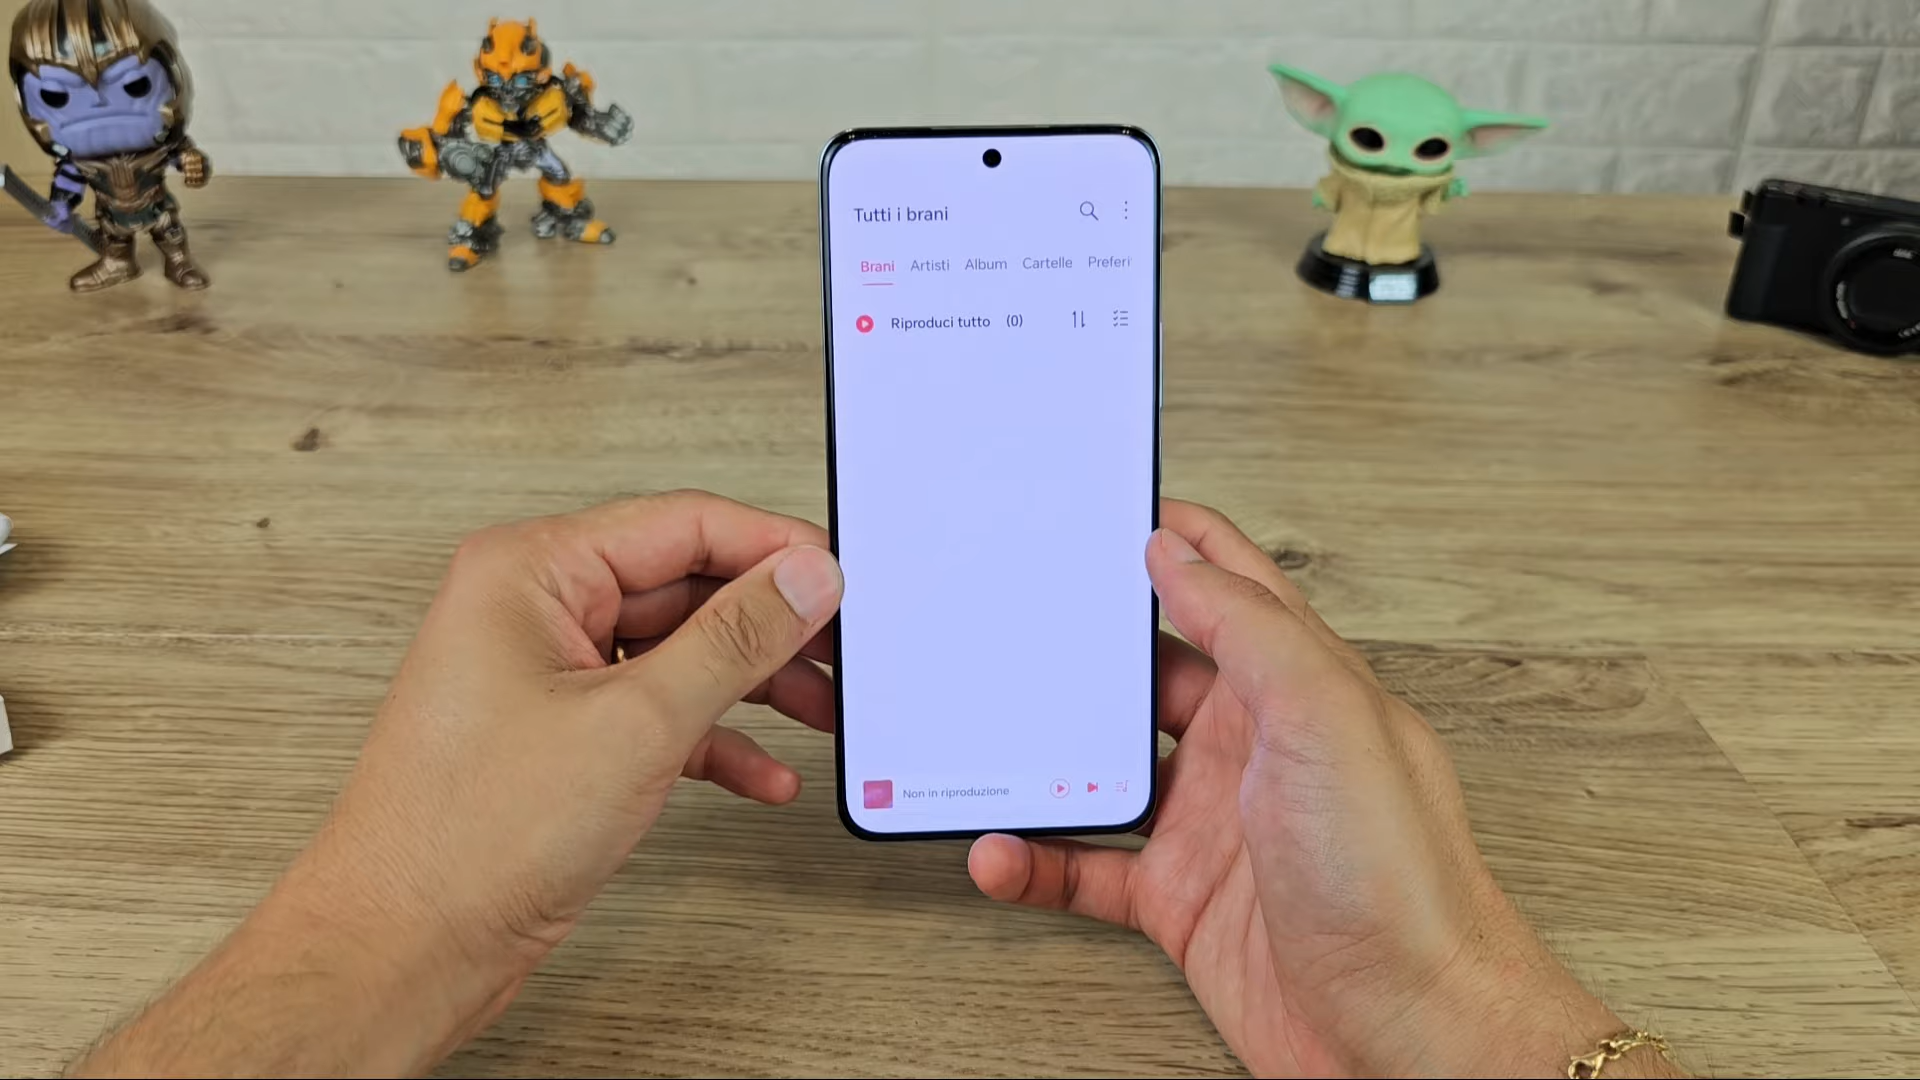 Tutti i brani
Brani Artisti Album Cartelle Preferi
Riproduci tutto (0)
Non in riproduzione